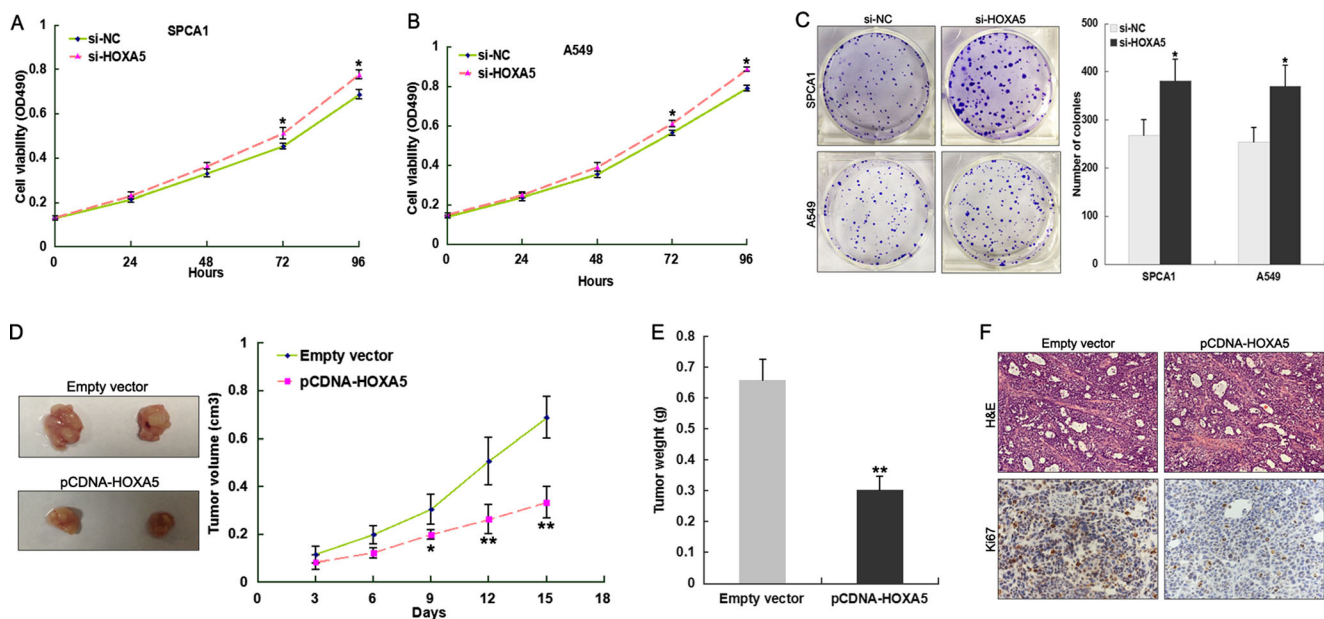 A
SPCA1
si-NC
si-HOXA5
Cell viability (OD490)
1
0.8
0.6
0.4
0.2
0
0
24
48
72
96
*
*
Hours
B
A549
si-NC
si-HOXA5
Cell viability (OD490)
1
0.8
0.6
0.4
0.2
0
0
24
48
72
96
*
*
Hours
C
si-NC
si-HOXA5
SPCA1
A549
si-NC
si-HOXA5
Number of colonies
500
400
300
200
100
0
*
*
SPCA1
A549
D
Empty vector
pCDNA-HOXA5
Empty vector
pCDNA-HOXA5
Tumor volume (cm3)
1
0.8
0.6
0.4
0.2
0
*
**
**
0
3
6
9
12
15
18
Days
E
Tumor weight (g)
0.8
0.7
0.6
0.5
0.4
0.3
0.2
0.1
0
**
Empty vector
pCDNA-HOXA5
F
Empty vector
pCDNA-HOXA5
H&E
Ki67